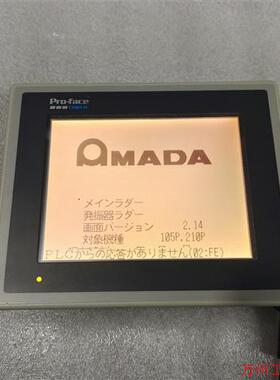 Pro-face
AMADA
メインラダー
発振器ラダー
画面バージョン 2.14
対象機種 105P.210P
PLCからの応答がありません(02:FE)